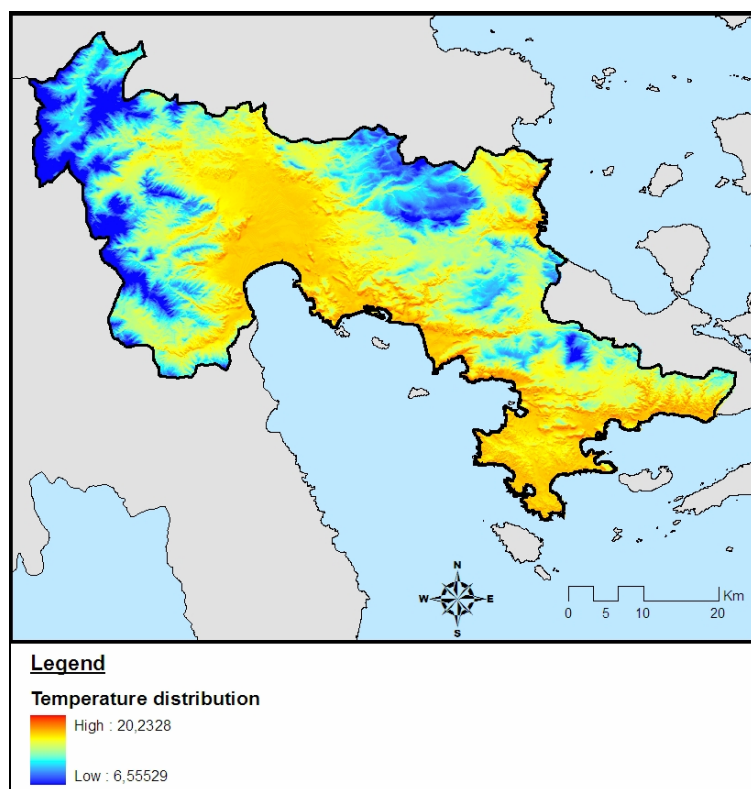 N
W E
S
Km
0 5 10 20
Legend
Temperature distribution
High : 20,2328
Low : 6,55529